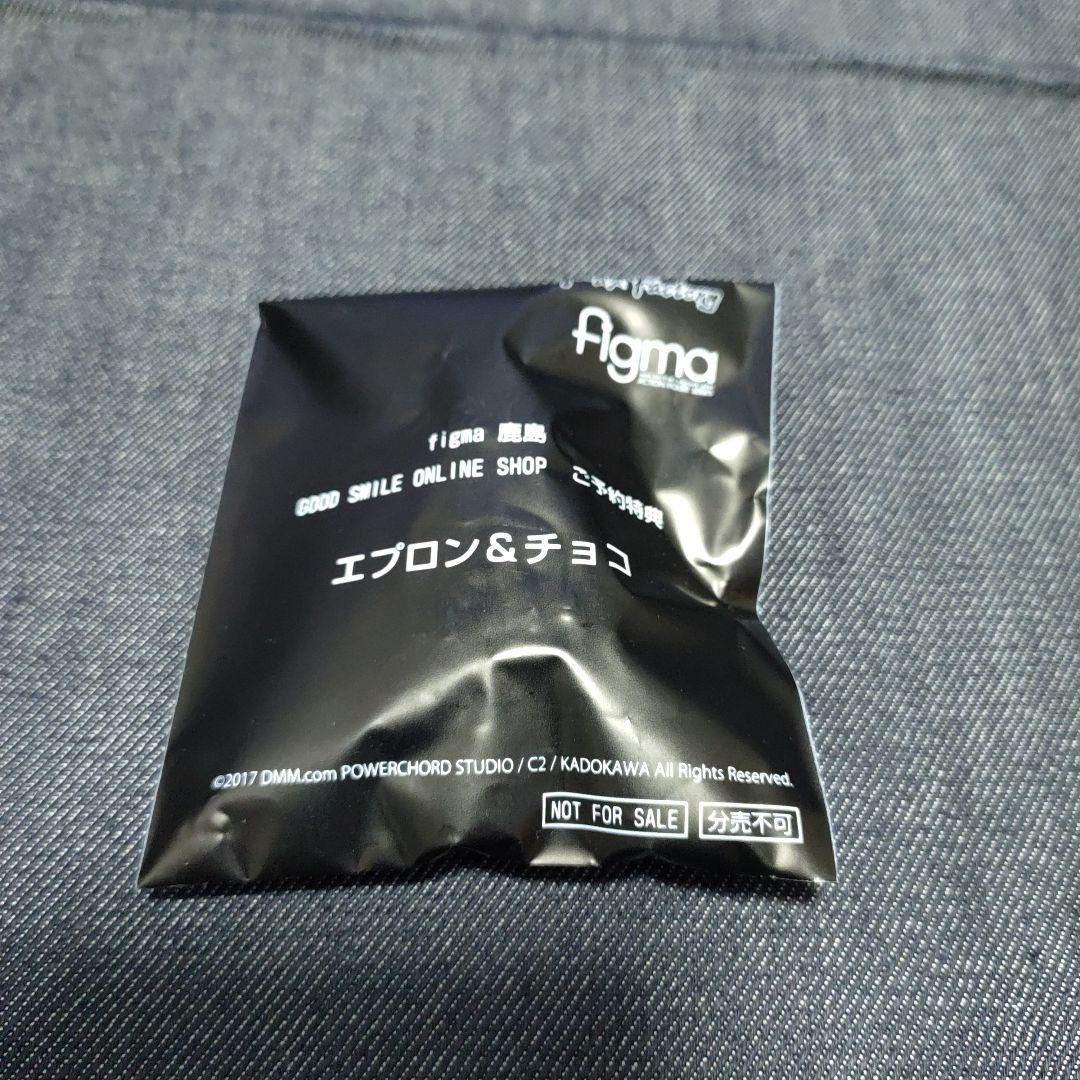 factory
figma
figma 鹿島
GOOD SMILE ONLINE SHOP ご予約特典
エプロン&チョコ
©2017 DMM.com POWERCHORD STUDIO / C2 / KADOKAWA All Rights Reserved.
NOT FOR SALE 分売不可